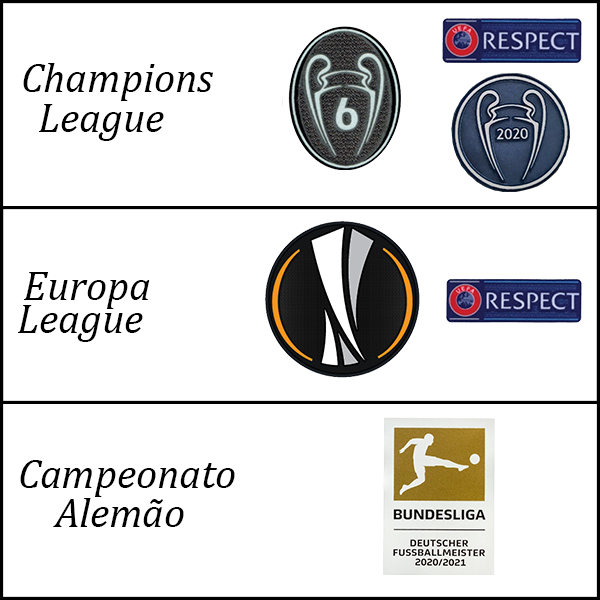 Champions
League
6
UEFA
RESPECT
2020
Europa
League
UEFA
RESPECT
Campeonato
Alemão
BUNDESLIGA
DEUTSCHER
FUSSBALLMEISTER
2020/2021